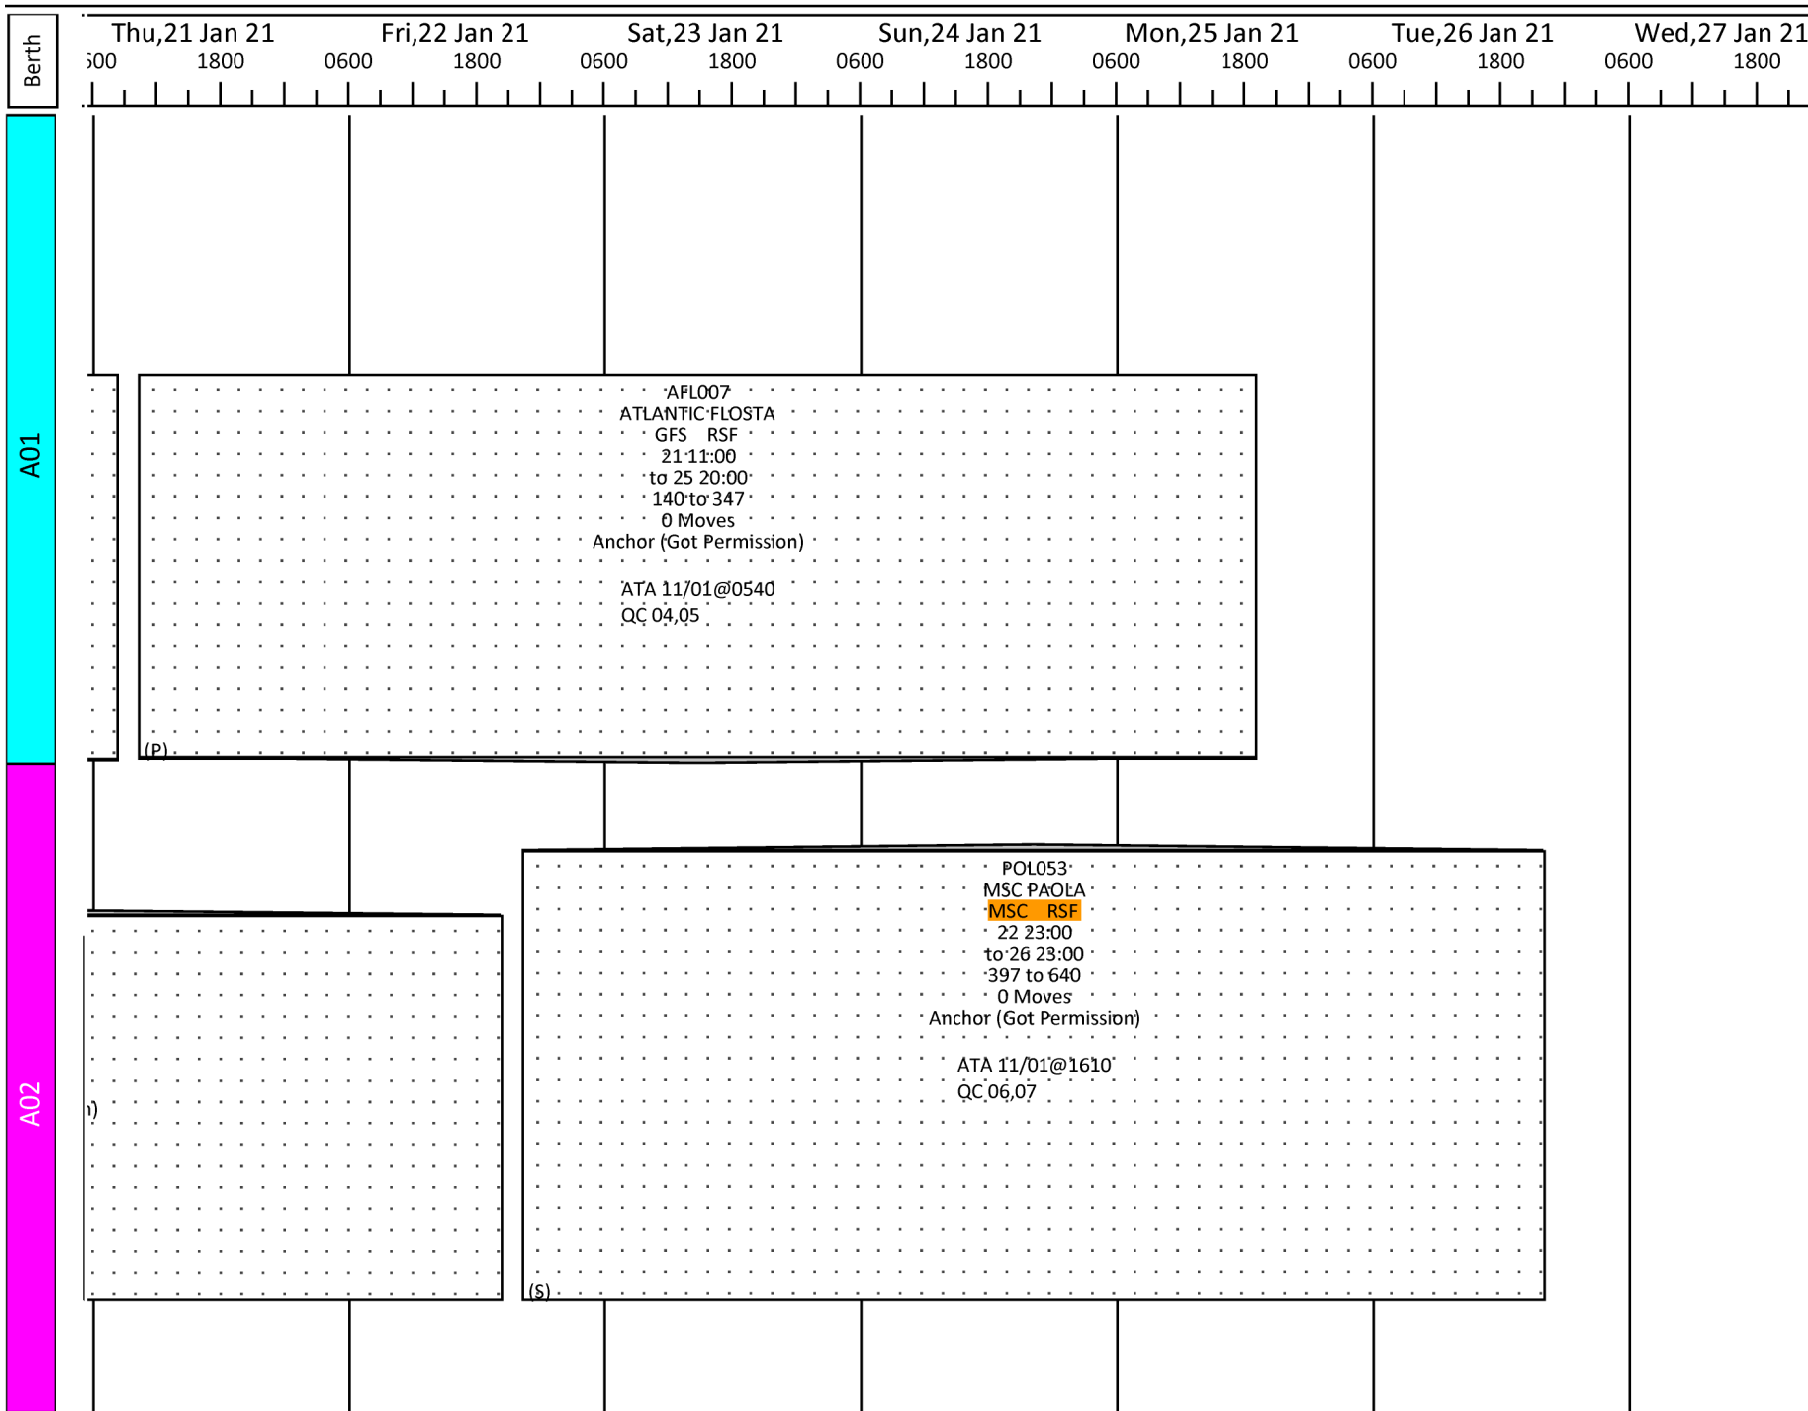 Berth
Thu,21 Jan 21 Fri,22 Jan 21 Sat,23 Jan 21 Sun,24 Jan 21 Mon,25 Jan 21 Tue,26 Jan 21 Wed,27 Jan 21
1800 0600 1800 0600 1800 0600 1800 0600 1800 0600 1800 0600 1800
A01
AFL007
ATLANTIC FLOSTA
GFS RSF
21 11:00
to 25 20:00
140 to 347
0 Moves
Anchor (Got Permission)
ATA 11/01@0540
QC 04,05
(P)
A02
POL053
MSC PAOLA
MSC RSF
22 23:00
to 26 23:00
397 to 640
0 Moves
Anchor (Got Permission)
ATA 11/01@1610
QC 06,07
(S)